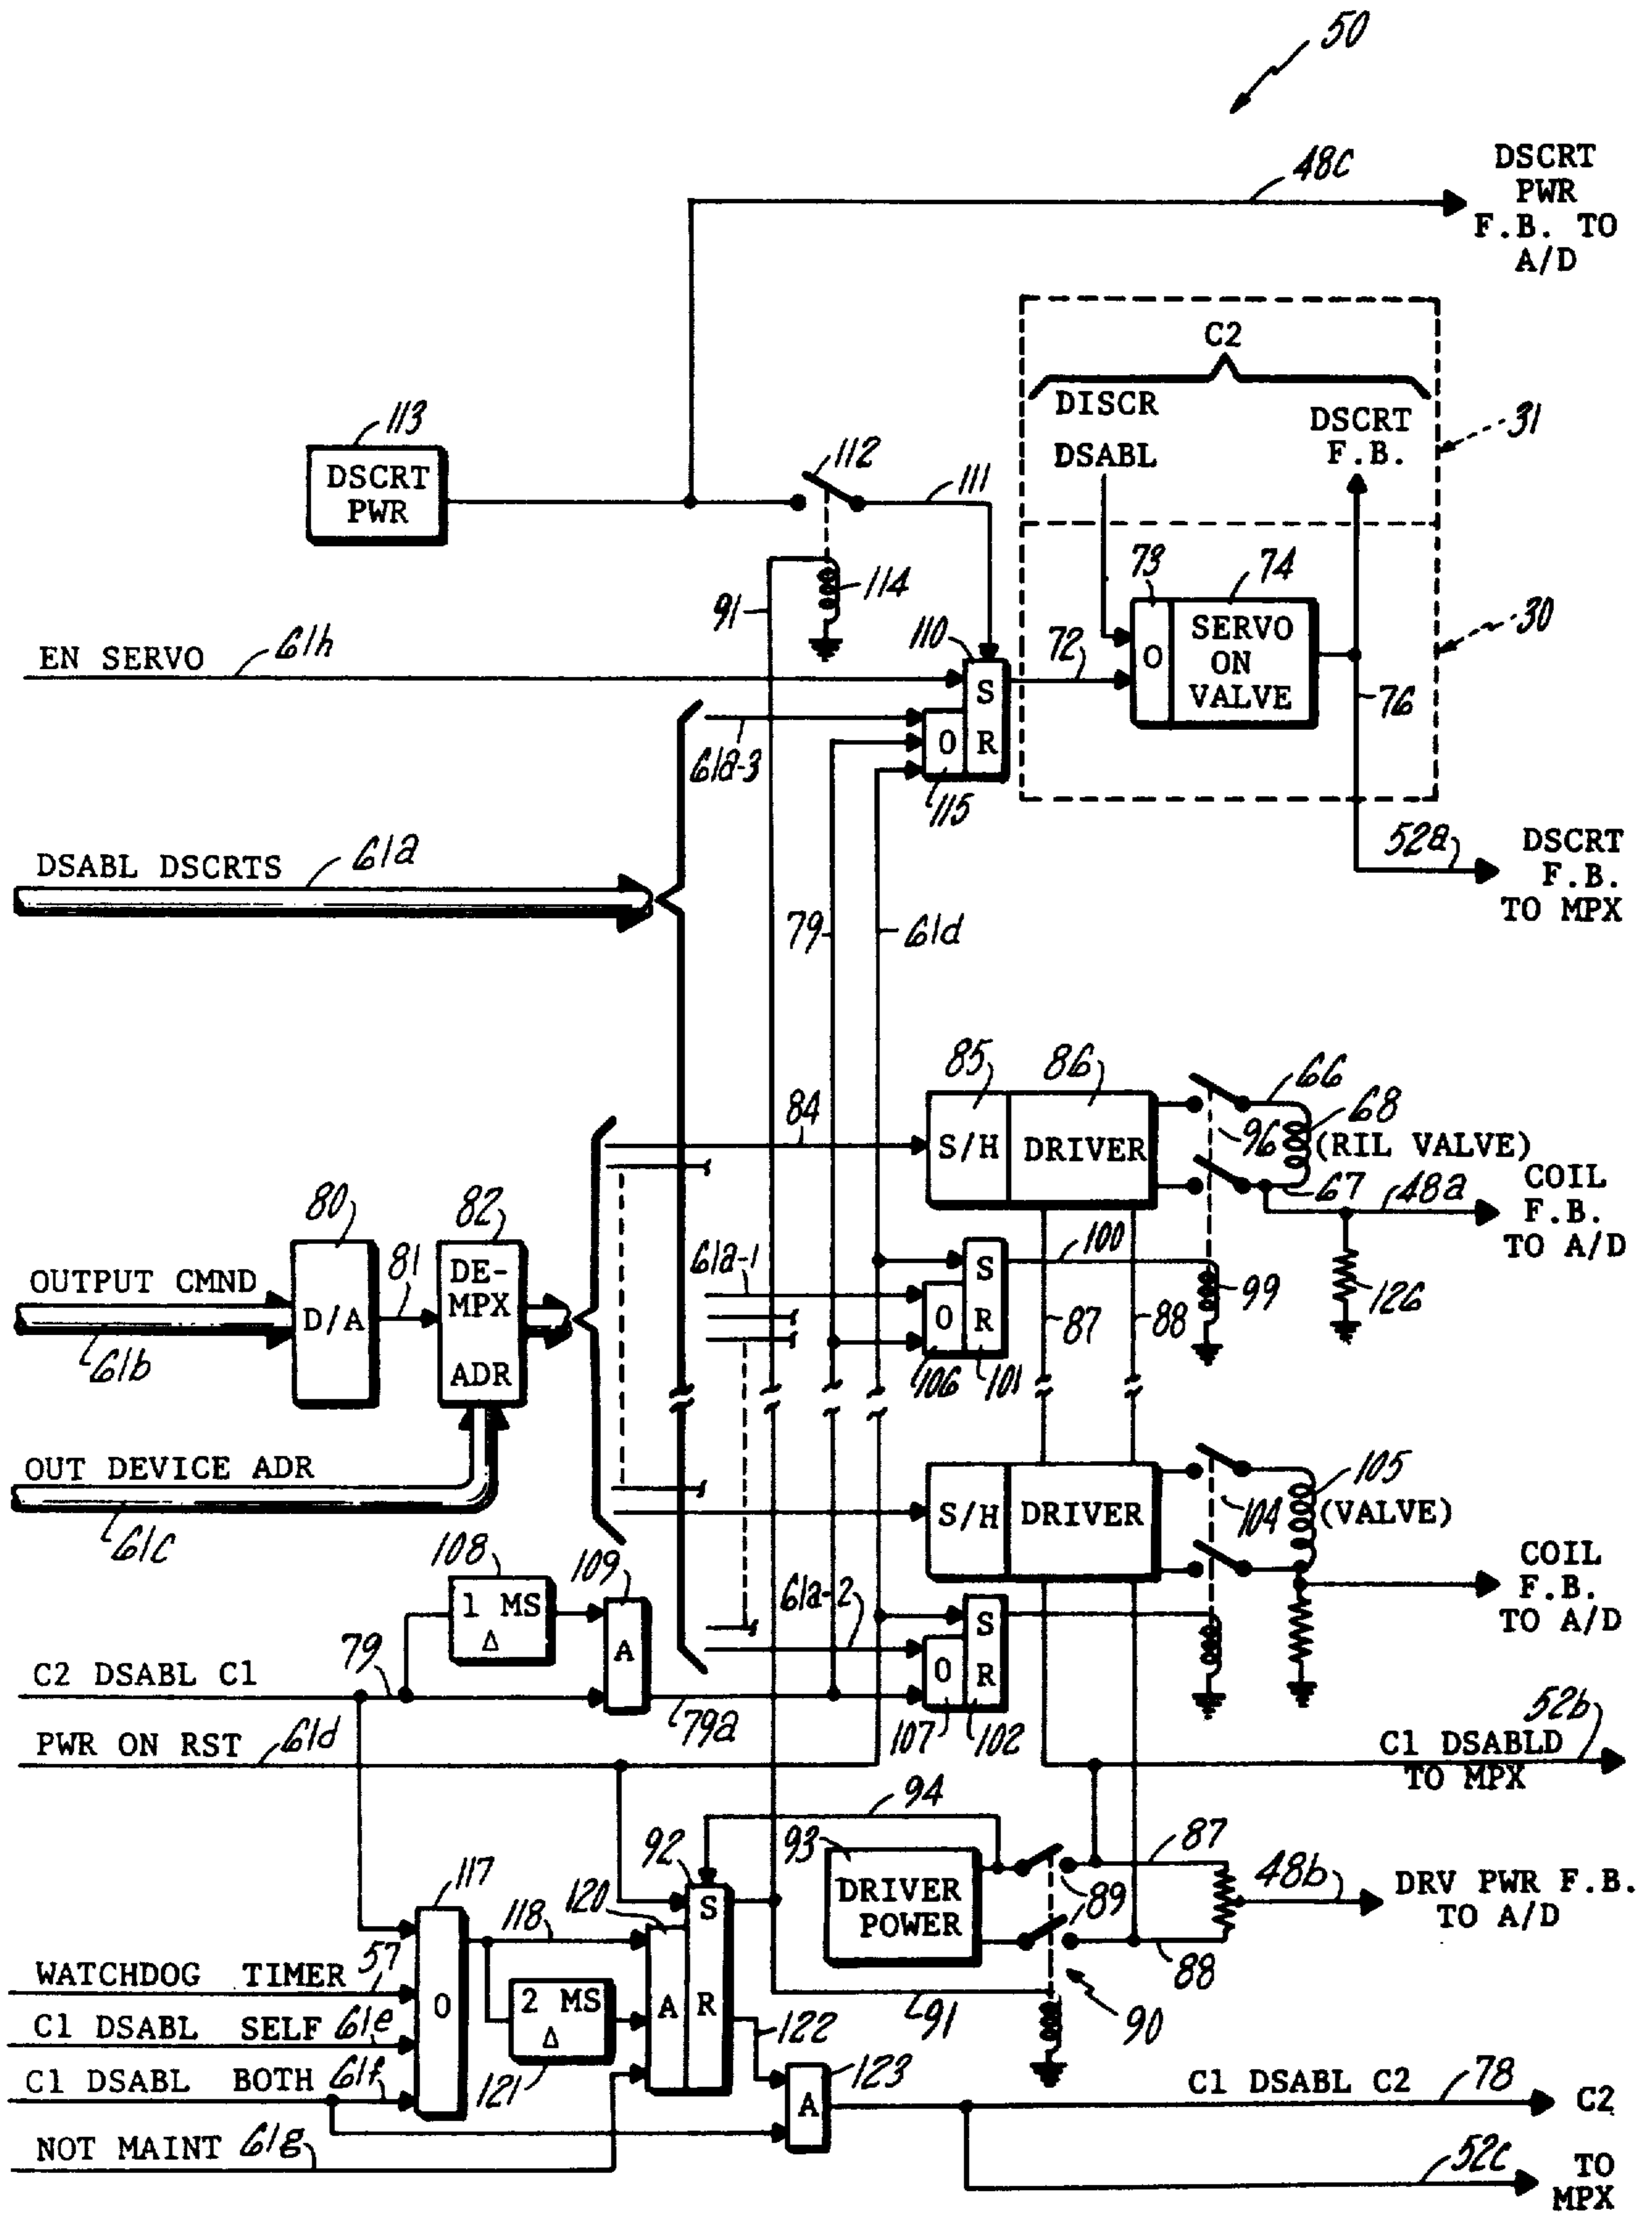 50
48c
DSCRT
PWR
F.B. TO
A/D
C2
DISCR
DSABL
DSCRT
F.B.
31
113
DSCRT
PWR
112
111
114
91
110
72
73
74
SERVO
ON
VALVE
O
30
76
EN SERVO 61h
S
O R
61a-3
115
DSABL DSCRTS 61a
52a
DSCRT
F.B.
TO MPX
79
61d
84
85
86
S/H DRIVER
66
96
68
(RIL VALVE)
67
48a
COIL
F.B.
TO A/D
80
82
OUTPUT CMND
61b
D/A
81
DE-
MPX
ADR
61a-1
S
O R
100
99
126
106
101
87
88
OUT DEVICE ADR
61c
S/H DRIVER
104
105
(VALVE)
COIL
F.B.
TO A/D
108
1 MS
Δ
109
A
61a-2
S
O R
C2 DSABL C1
79
79a
107
102
PWR ON RST 61d
52b
C1 DSABLD
TO MPX
94
92
93
DRIVER
POWER
89
89
87
48b
DRV PWR F.B.
TO A/D
88
90
91
117
118
120
S
A R
O
WATCHDOG TIMER 57
2 MS
Δ
121
C1 DSABL SELF 61e
C1 DSABL BOTH 61f
122
123
A
C1 DSABL C2 78
C2
NOT MAINT 61g
52c
TO
MPX